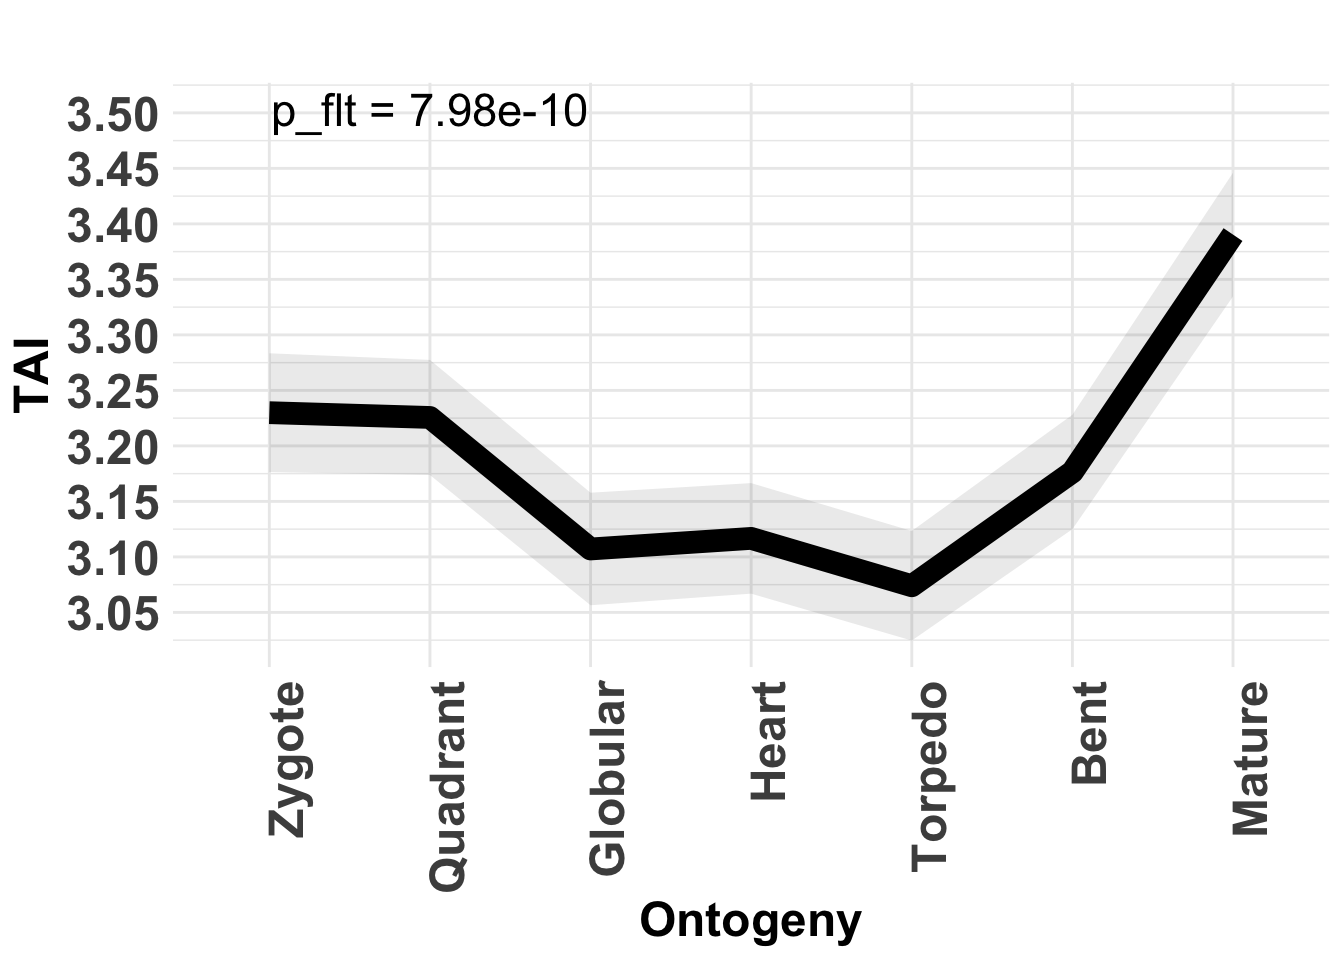 p_flt = 7.98e-10
3.50
3.45
3.40
3.35
3.30
3.25
3.20
3.15
3.10
3.05
TAI
Zygote
Quadrant
Globular
Heart
Torpedo
Bent
Mature
Ontogeny